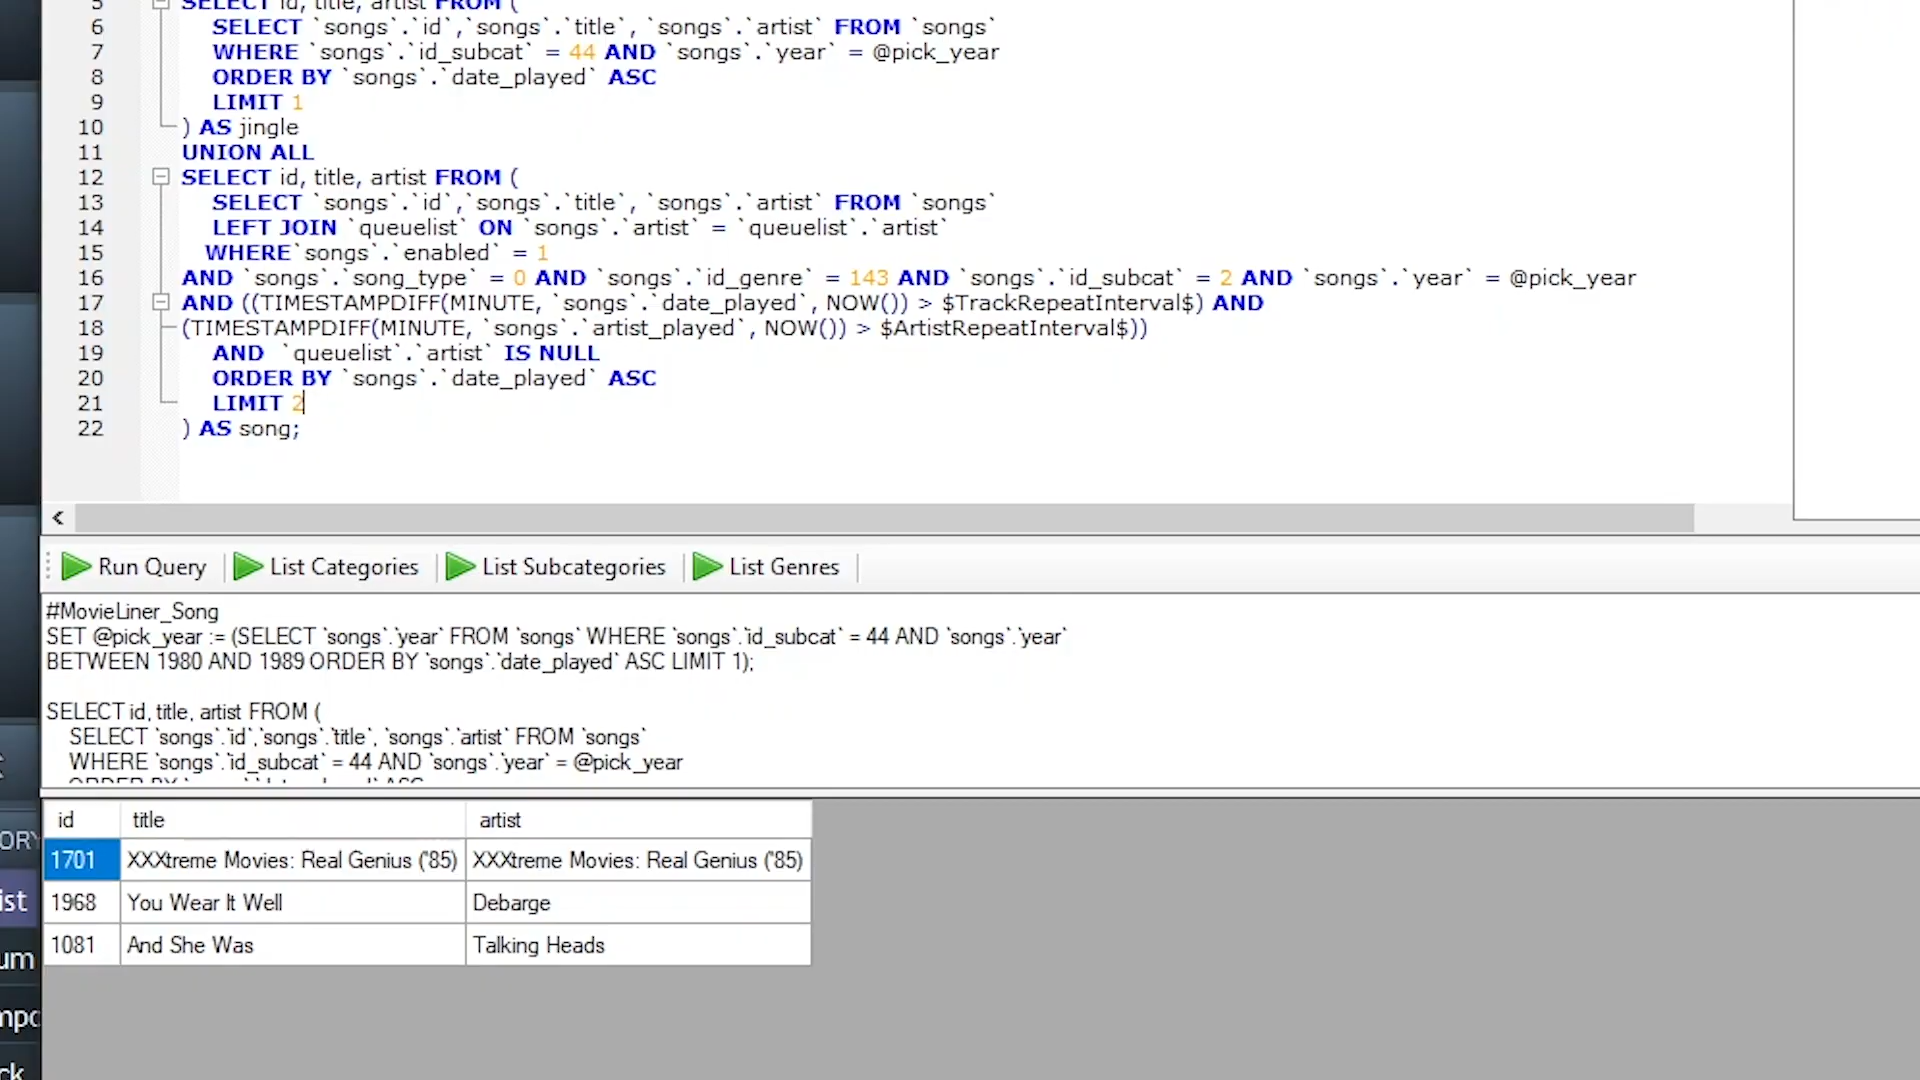 5 SELECT id, title, artist FROM (
6 SELECT `songs`.`id`,`songs`.`title`, `songs`.`artist` FROM `songs`
7 WHERE `songs`.`id_subcat` = 44 AND `songs`.`year` = @pick_year
8 ORDER BY `songs`.`date_played` ASC
9 LIMIT 1
10 ) AS jingle
11 UNION ALL
12 SELECT id, title, artist FROM (
13 SELECT `songs`.`id`,`songs`.`title`, `songs`.`artist` FROM `songs`
14 LEFT JOIN `queuelist` ON `songs`.`artist` = `queuelist`.`artist`
15 WHERE`songs`.`enabled` = 1
16 AND `songs`.`song_type` = 0 AND `songs`.`id_genre` = 143 AND `songs`.`id_subcat` = 2 AND `songs`.`year` = @pick_year
17 AND ((TIMESTAMPDIFF(MINUTE, `songs`.`date_played`, NOW()) > $TrackRepeatInterval$) AND
18 (TIMESTAMPDIFF(MINUTE, `songs`.`artist_played`, NOW()) > $ArtistRepeatInterval$))
19 AND `queuelist`.`artist` IS NULL
20 ORDER BY `songs`.`date_played` ASC
21 LIMIT 2
22 ) AS song;
Run Query List Categories List Subcategories List Genres
#MovieLiner_Song
SET @pick_year := (SELECT `songs`.`year` FROM `songs` WHERE `songs`.`id_subcat` = 44 AND `songs`.`year`
BETWEEN 1980 AND 1989 ORDER BY `songs`.`date_played` ASC LIMIT 1);
SELECT id, title, artist FROM (
SELECT `songs`.`id`,`songs`.`title`, `songs`.`artist` FROM `songs`
WHERE `songs`.`id_subcat` = 44 AND `songs`.`year` = @pick_year
id title artist
1701 XXXtreme Movies: Real Genius ('85) XXXtreme Movies: Real Genius ('85)
1968 You Wear It Well Debarge
1081 And She Was Talking Heads